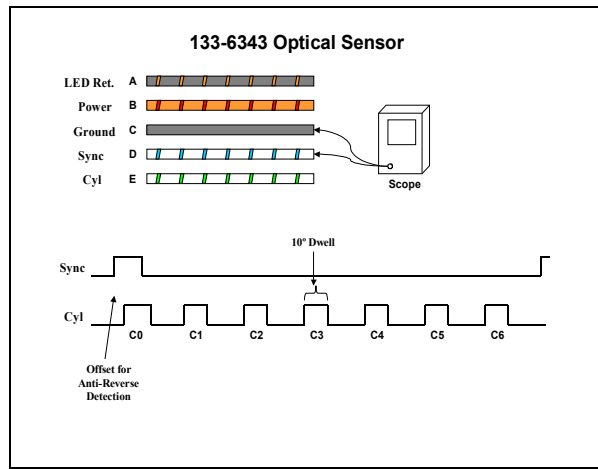 133-6343 Optical Sensor
LED Ret. A
Power B
Ground C
Sync D
Cyl E
Scope
10° Dwell
Sync
Cyl
C0 C1 C2 C3 C4 C5 C6
Offset for
Anti-Reverse
Detection